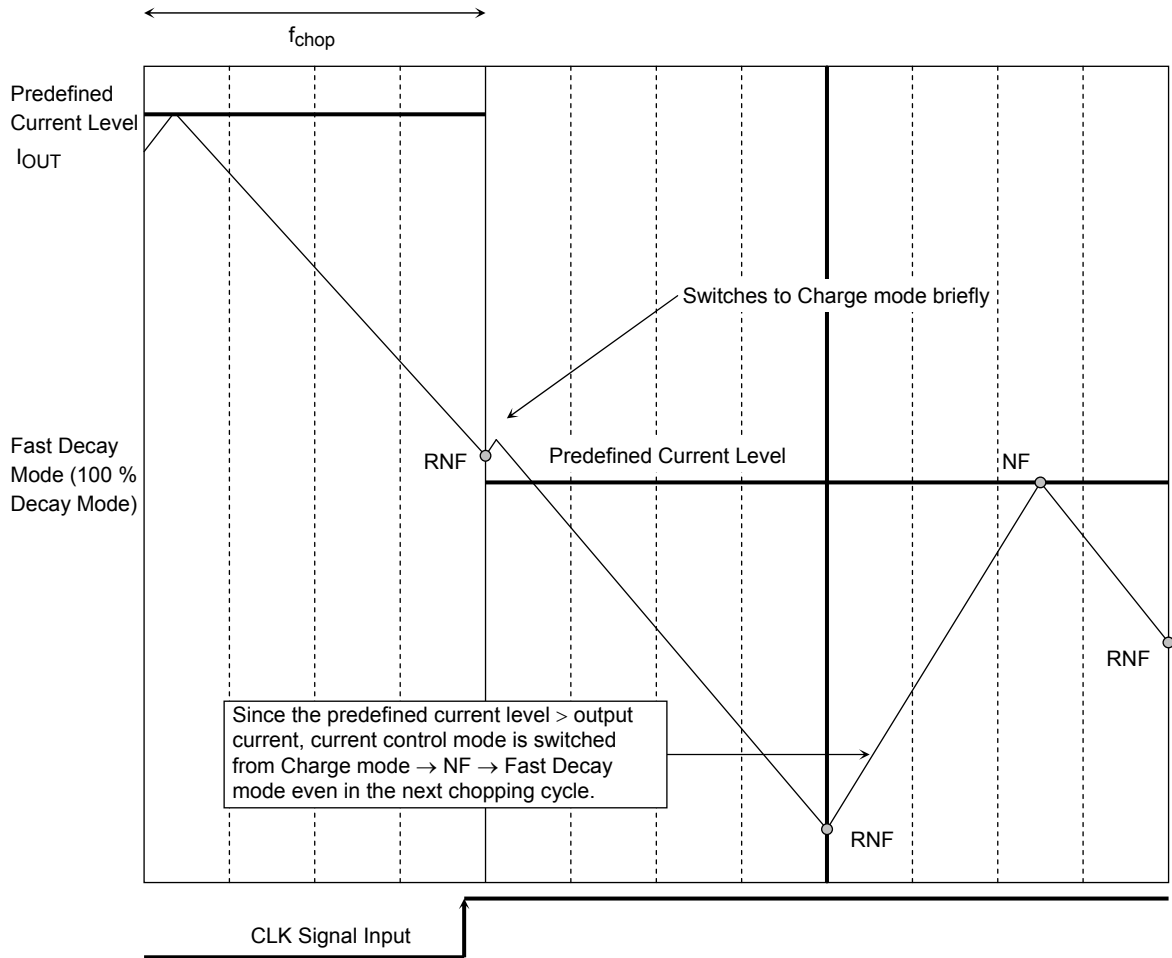 fchop
Predefined
Current Level
IOUT
Switches to Charge mode briefly
Fast Decay
Mode (100 %
Decay Mode)
RNF
Predefined Current Level
NF
RNF
Since the predefined current level > output
current, current control mode is switched
from Charge mode → NF → Fast Decay
mode even in the next chopping cycle.
RNF
CLK Signal Input